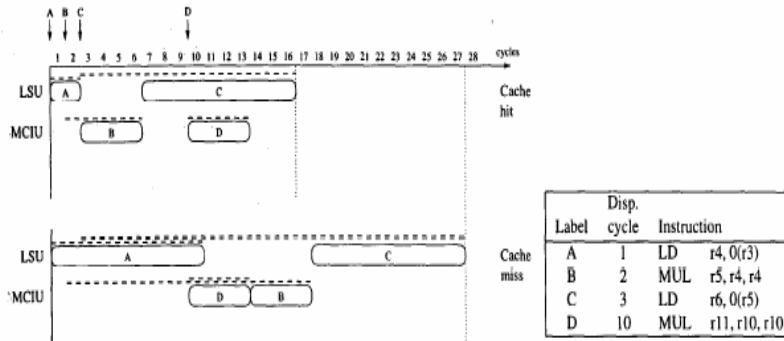 A B C D
1 2 3 4 5 6 7 8 9 10 11 12 13 14 15 16 17 18 19 20 21 22 23 24 25 26 27 28 cycles
LSU A C Cache
hit
MCIU B D
LSU A C Cache
miss
MCIU D B
Disp.
Label cycle Instruction
A 1 LD r4, 0(r3)
B 2 MUL r5, r4, r4
C 3 LD r6, 0(r5)
D 10 MUL r11, r10, r10